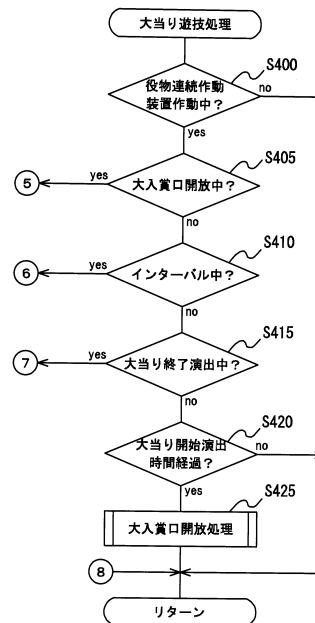 大当り遊技処理
S400
役物連続作動
装置作動中？
no
yes
S405
⑤
yes
大入賞口開放中？
no
S410
⑥
yes
インターバル中？
no
S415
⑦
yes
大当り終了演出中？
no
S420
大当り開始演出
時間経過？
no
yes
S425
大入賞口開放処理
⑧
リターン